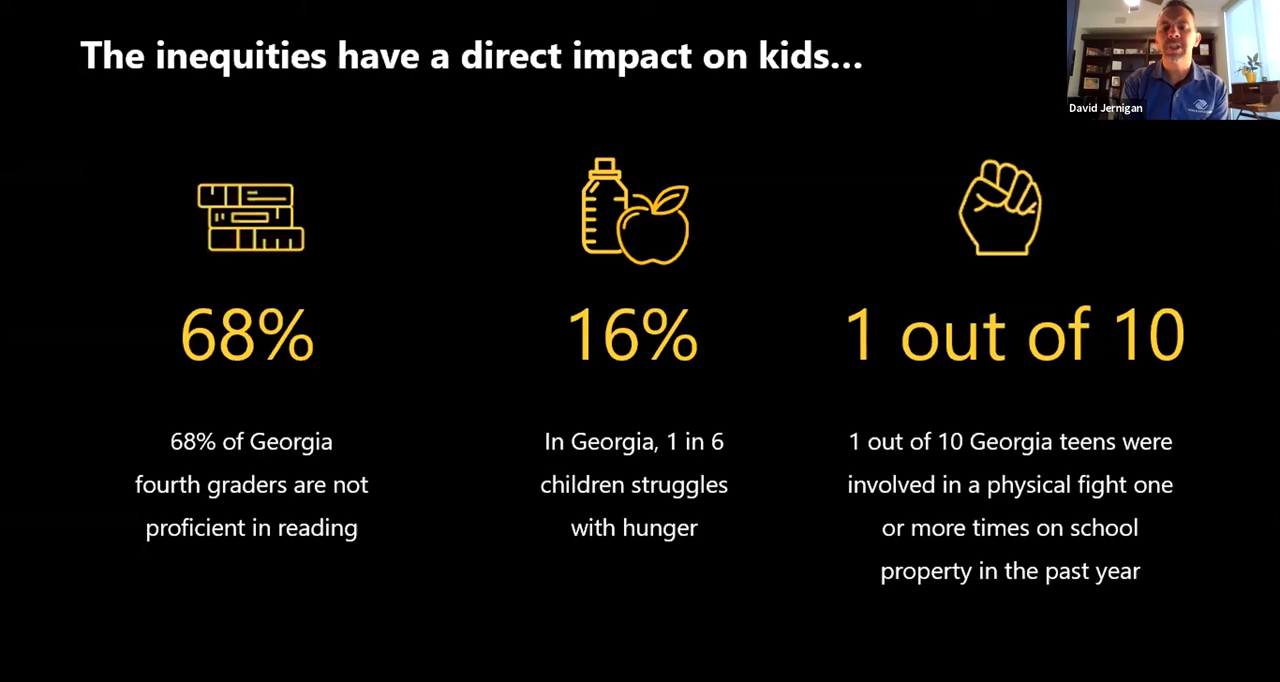 The inequities have a direct impact on kids...
David Jernigan
68%
16%
1 out of 10
68% of Georgia
fourth graders are not
proficient in reading
In Georgia, 1 in 6
children struggles
with hunger
1 out of 10 Georgia teens were
involved in a physical fight one
or more times on school
property in the past year